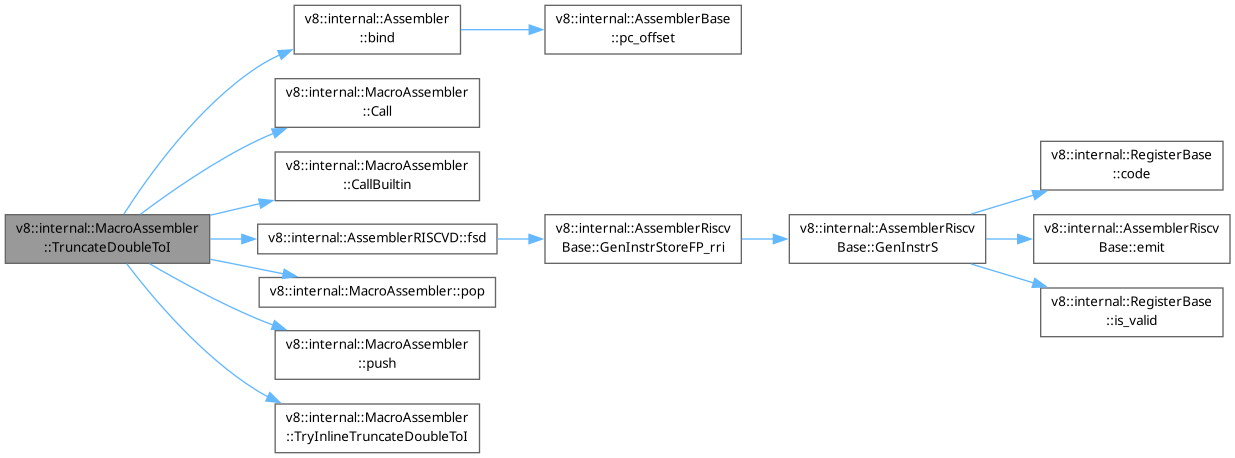 v8::internal::MacroAssembler
::TruncateDoubleToI
v8::internal::Assembler
::bind
v8::internal::AssemblerBase
::pc_offset
v8::internal::MacroAssembler
::Call
v8::internal::MacroAssembler
::CallBuiltin
v8::internal::AssemblerRISCVD::fsd
v8::internal::AssemblerRiscv
Base::GenInstrStoreFP_rri
v8::internal::AssemblerRiscv
Base::GenInstrS
v8::internal::RegisterBase
::code
v8::internal::AssemblerRiscv
Base::emit
v8::internal::RegisterBase
::is_valid
v8::internal::MacroAssembler::pop
v8::internal::MacroAssembler
::push
v8::internal::MacroAssembler
::TryInlineTruncateDoubleToI